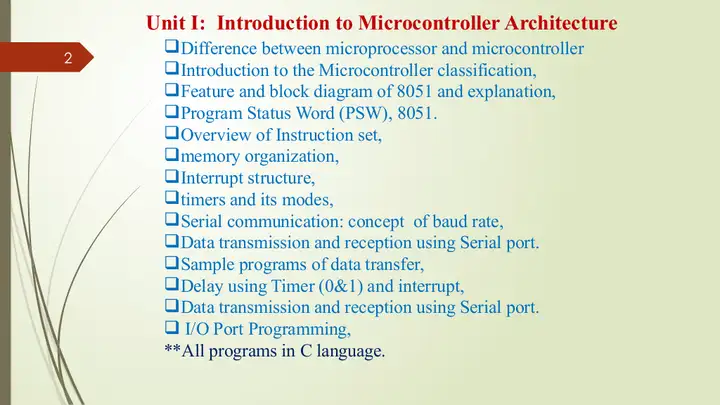 Unit I: Introduction to Microcontroller Architecture
2
❑Difference between microprocessor and microcontroller
❑Introduction to the Microcontroller classification,
❑Feature and block diagram of 8051 and explanation,
❑Program Status Word (PSW), 8051.
❑Overview of Instruction set,
❑memory organization,
❑Interrupt structure,
❑timers and its modes,
❑Serial communication: concept of baud rate,
❑Data transmission and reception using Serial port.
❑Sample programs of data transfer,
❑Delay using Timer (0&1) and interrupt,
❑Data transmission and reception using Serial port.
❑ I/O Port Programming,
**All programs in C language.